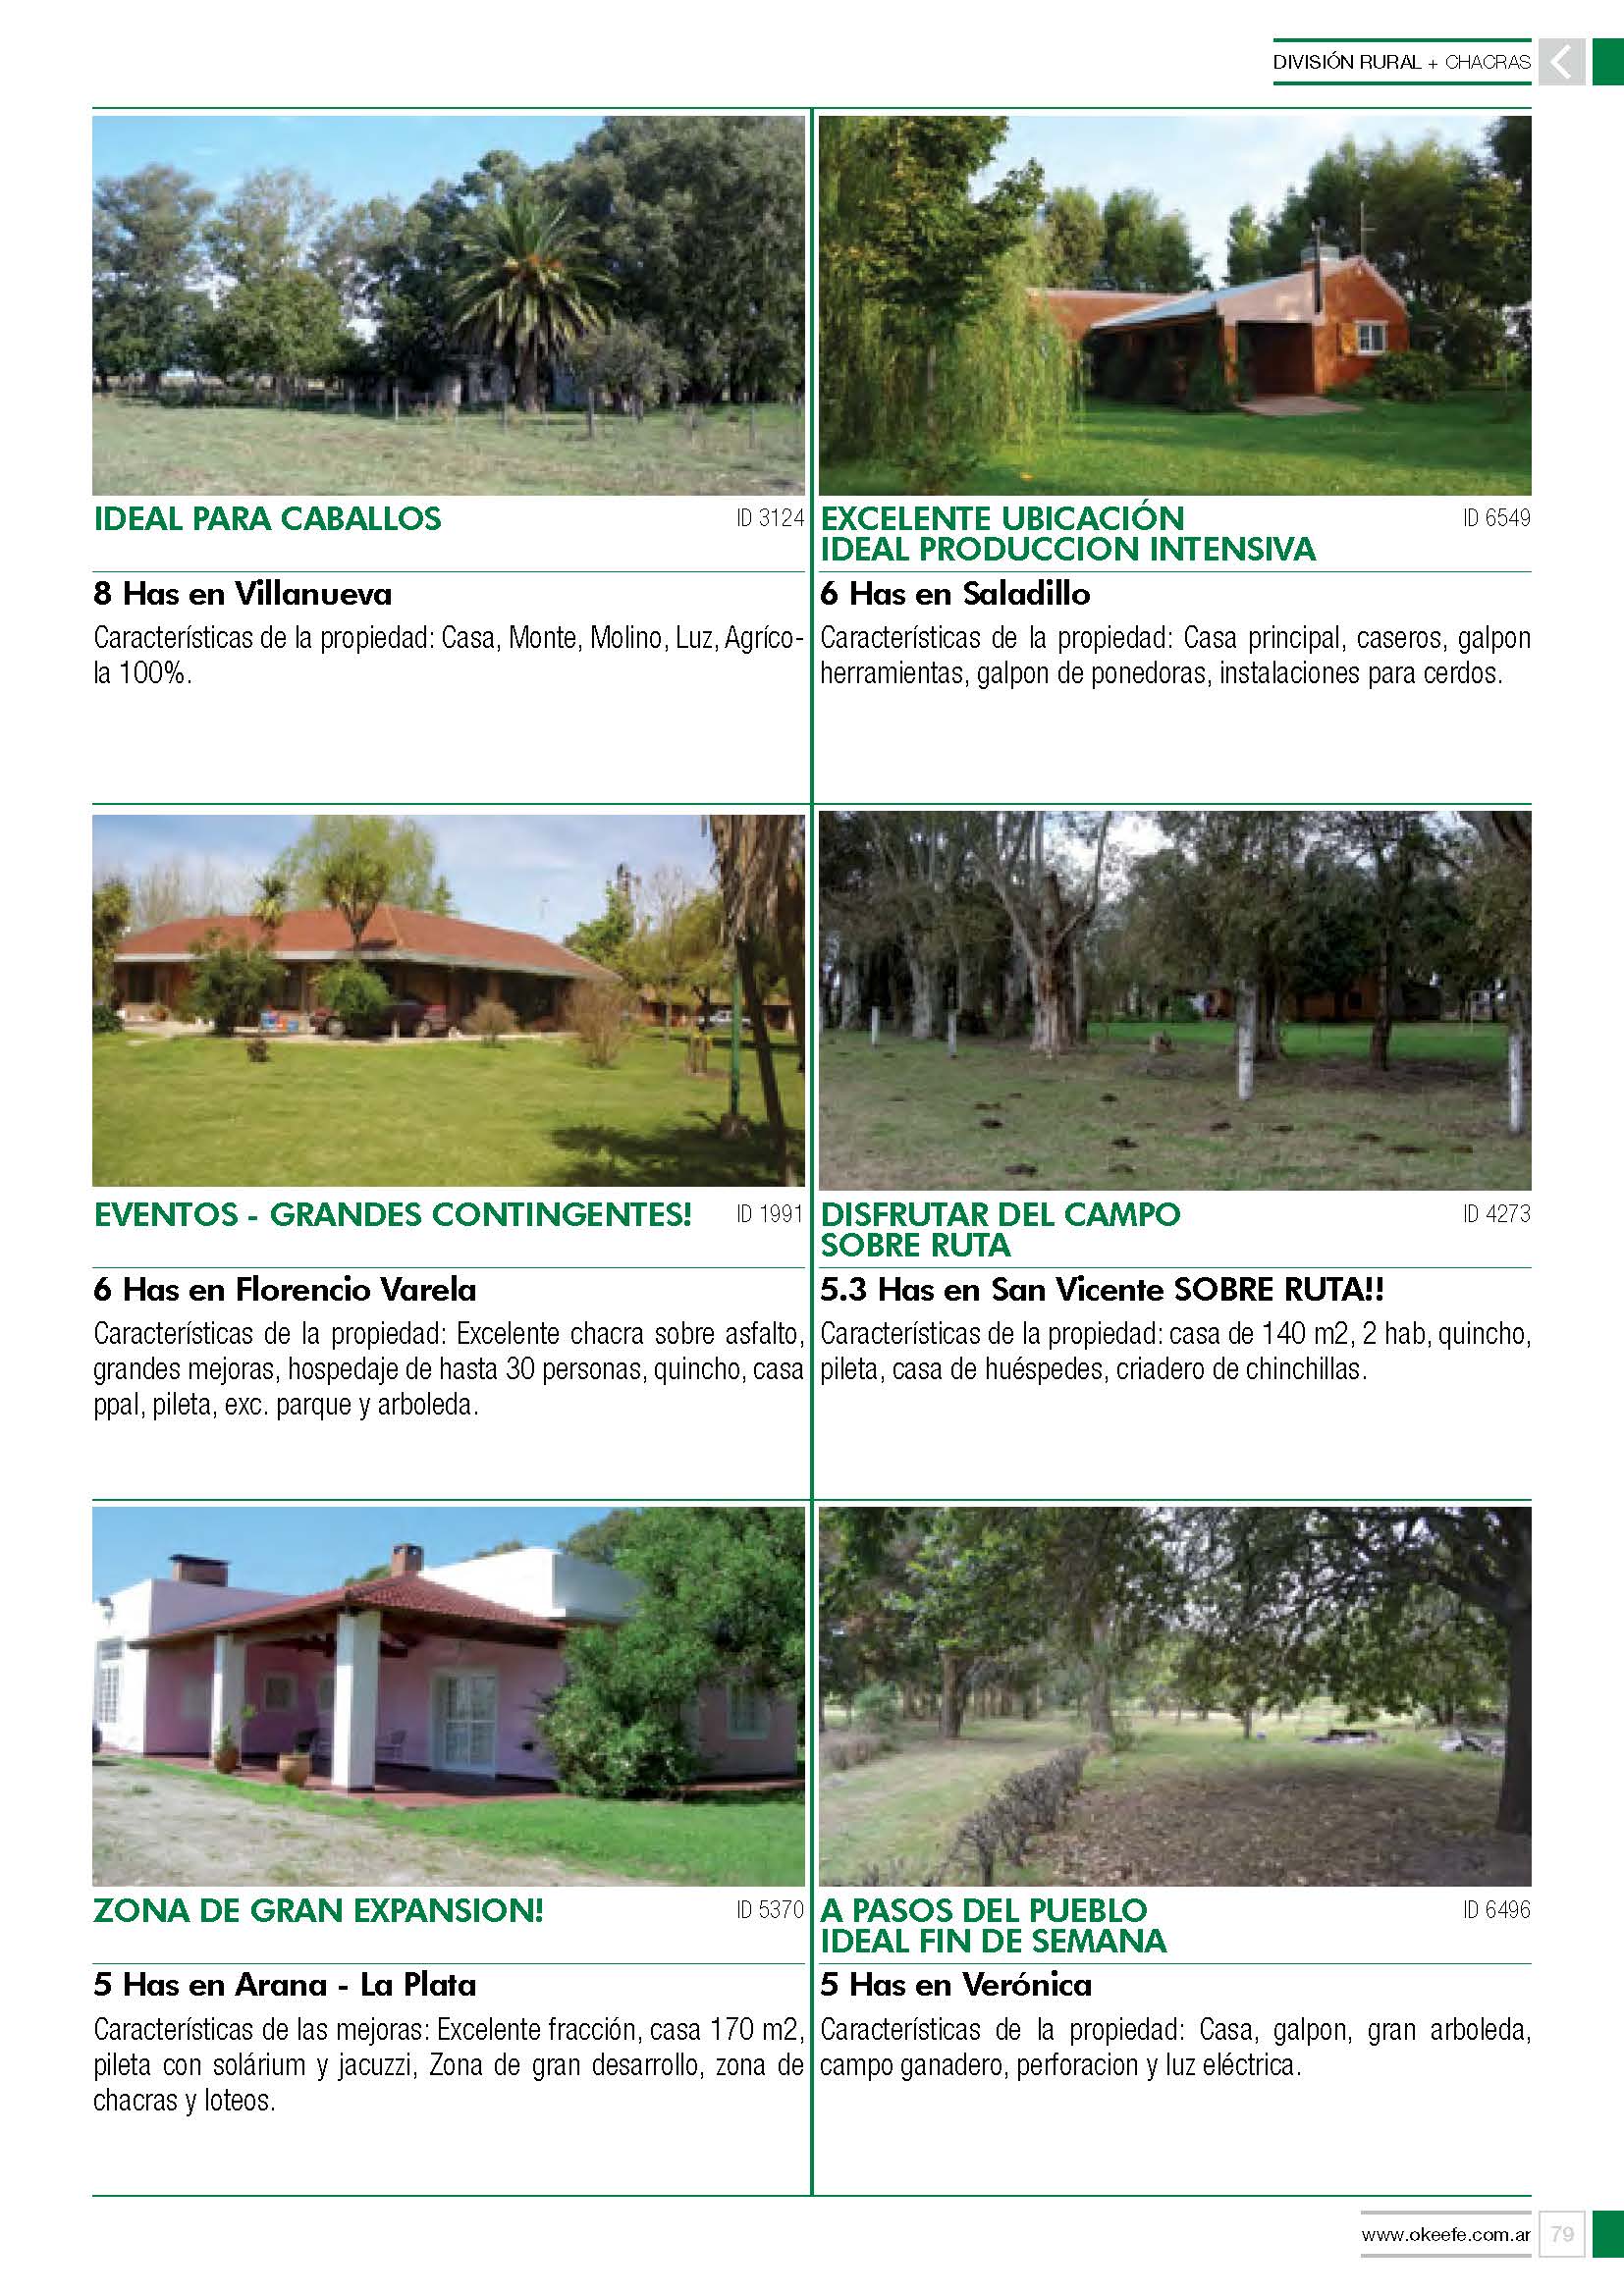 DIVISIÓN RURAL + CHACRAS
IDEAL PARA CABALLOS
ID 3124
8 Has en Villanueva
Características de la propiedad: Casa, Monte, Molino, Luz, Agríco-
la 100%.
EXCELENTE UBICACIÓN
IDEAL PRODUCCION INTENSIVA
ID 6549
6 Has en Saladillo
Características de la propiedad: Casa principal, caseros, galpon
herramientas, galpon de ponedoras, instalaciones para cerdos.
EVENTOS - GRANDES CONTINGENTES!
ID 1991
6 Has en Florencio Varela
Características de la propiedad: Excelente chacra sobre asfalto,
grandes mejoras, hospedaje de hasta 30 personas, quincho, casa
ppal, pileta, exc. parque y arboleda.
DISFRUTAR DEL CAMPO
SOBRE RUTA
ID 4273
5.3 Has en San Vicente SOBRE RUTA!!
Características de la propiedad: casa de 140 m2, 2 hab, quincho,
pileta, casa de huéspedes, criadero de chinchillas.
ZONA DE GRAN EXPANSION!
ID 5370
5 Has en Arana - La Plata
Características de las mejoras: Excelente fracción, casa 170 m2,
pileta con solárium y jacuzzi, Zona de gran desarrollo, zona de
chacras y loteos.
A PASOS DEL PUEBLO
IDEAL FIN DE SEMANA
ID 6496
5 Has en Verónica
Características de la propiedad: Casa, galpon, gran arboleda,
campo ganadero, perforacion y luz eléctrica.
www.okeefe.com.ar
79